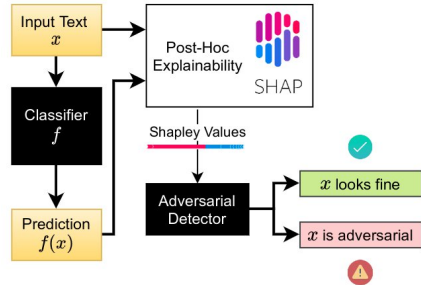 Input Text
x
Classifier
f
Prediction
f(x)
Post-Hoc
Explainability
SHAP
Shapley Values
Adversarial
Detector
x looks fine
x is adversarial